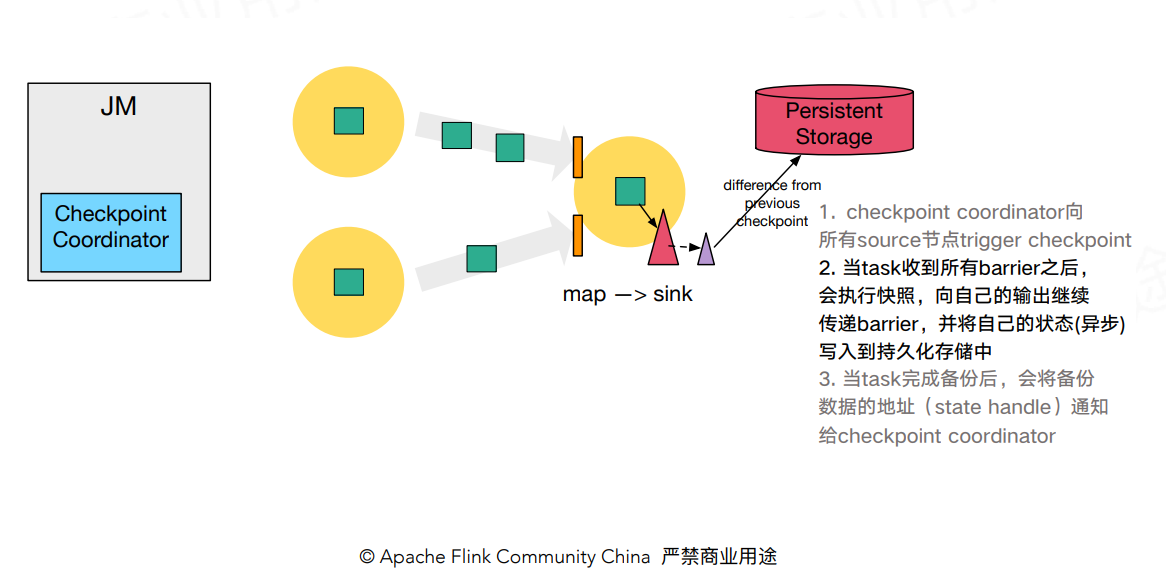 JM
Checkpoint
Coordinator
map —> sink
Persistent
Storage
difference from
previous
checkpoint
1. checkpoint coordinator向
所有source节点trigger checkpoint
2. 当task收到所有barrier之后，
会执行快照，向自己的输出继续
传递barrier，并将自己的状态(异步)
写入到持久化存储中
3. 当task完成备份后，会将备份
数据的地址（state handle）通知
给checkpoint coordinator
© Apache Flink Community China 严禁商业用途